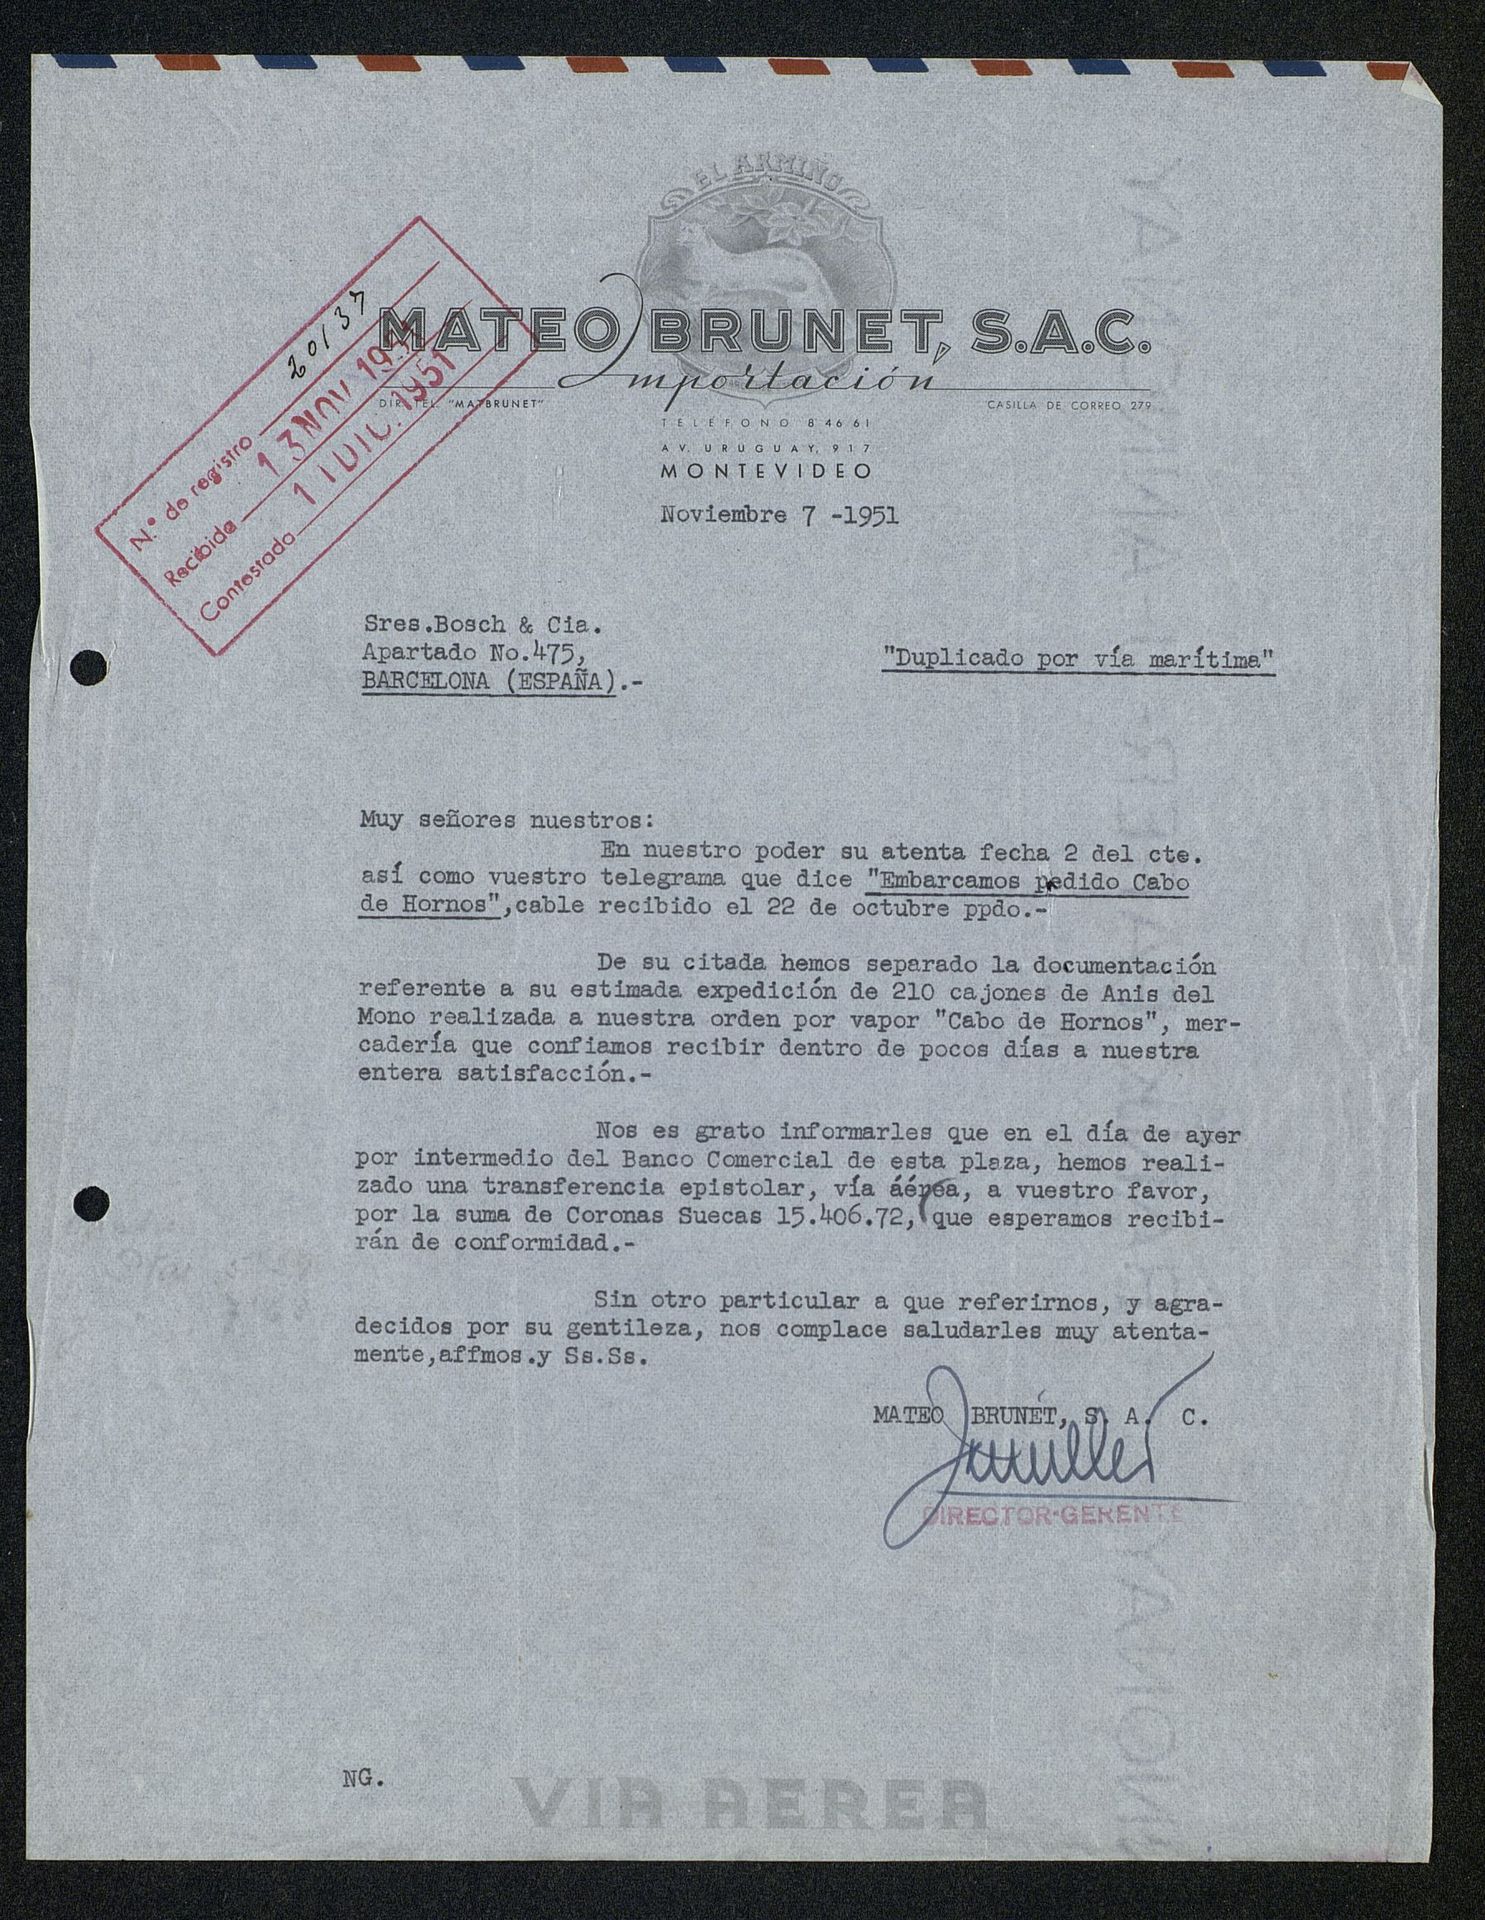 EL ARMIÑO
MATEO BRUNET, S.A.C.
Importación
DIR. TEL. "MATBRUNET"
CASILLA DE CORREO 279
TELEFONO 8 46 61
AV. URUGUAY, 917
MONTEVIDEO
N.º de registro 20137
Recibida 13 NOV 1951
Contestada 11 DIC. 1951
Noviembre 7 -1951
Sres.Bosch & Cia.
Apartado No.475,
BARCELONA (ESPAÑA).-
"Duplicado por vía marítima"
Muy señores nuestros:
En nuestro poder su atenta fecha 2 del cte.
así como vuestro telegrama que dice "Embarcamos pedido Cabo
de Hornos",cable recibido el 22 de octubre ppdo.-
De su citada hemos separado la documentación
referente a su estimada expedición de 210 cajones de Anis del
Mono realizada a nuestra orden por vapor "Cabo de Hornos", mer-
cadería que confiamos recibir dentro de pocos días a nuestra
entera satisfacción.-
Nos es grato informarles que en el día de ayer
por intermedio del Banco Comercial de esta plaza, hemos reali-
zado una transferencia epistolar, vía áérea, a vuestro favor,
por la suma de Coronas Suecas 15.406.72, que esperamos recibi-
rán de conformidad.-
Sin otro particular a que referirnos, y agra-
decidos por su gentileza, nos complace saludarles muy atenta-
mente,affmos.y Ss.Ss.
MATEO BRUNET, S. A. C.
DIRECTOR-GERENTE
NG.
VIA AEREA